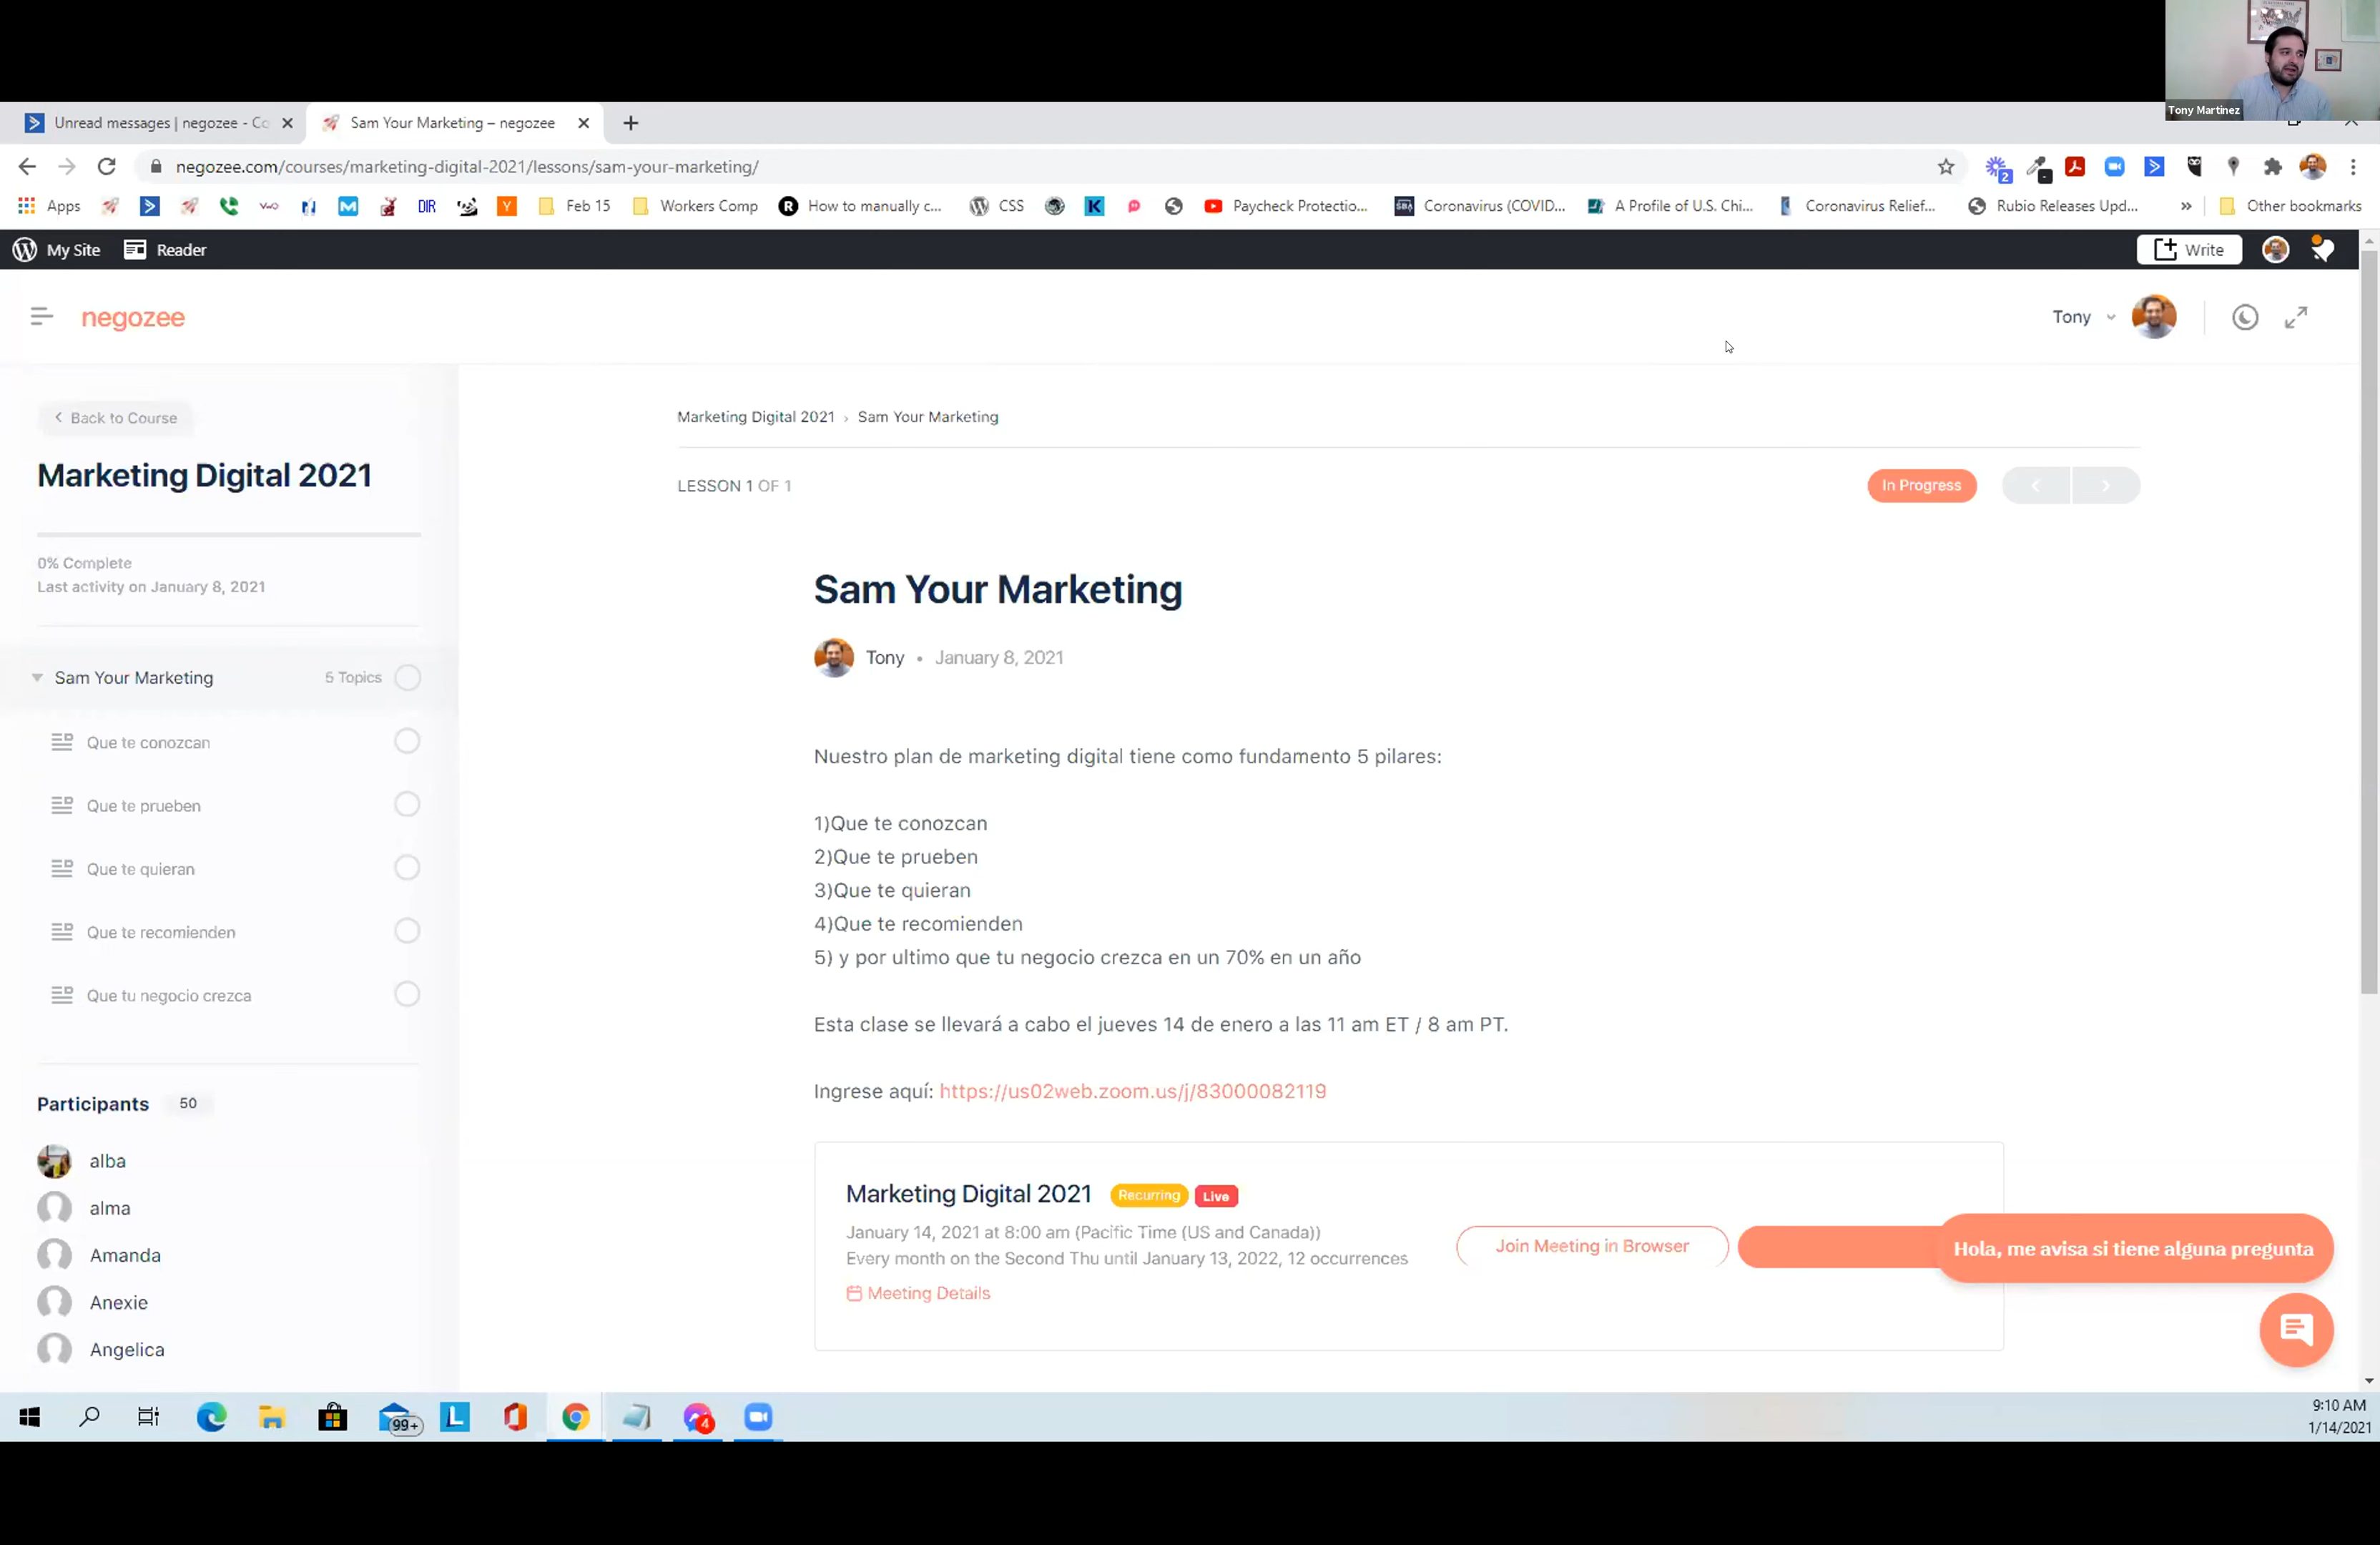 Tony Martinez
Unread messages | negozee - Co
Sam Your Marketing – negozee
negozee.com/courses/marketing-digital-2021/lessons/sam-your-marketing/
2
Apps
VWO
DIR
Y
Feb 15
Workers Comp
R
How to manually c...
CSS
K
Paycheck Protectio...
SBA
Coronavirus (COVID...
A Profile of U.S. Chi...
Coronavirus Relief...
Rubio Releases Upd...
»
Other bookmarks
My Site
Reader
Write
negozee
Tony
Back to Course
Marketing Digital 2021
0% Complete
Last activity on January 8, 2021
Sam Your Marketing
5 Topics
Que te conozcan
Que te prueben
Que te quieran
Que te recomienden
Que tu negocio crezca
Participants 50
alba
alma
Amanda
Anexie
Angelica
Marketing Digital 2021 › Sam Your Marketing
LESSON 1 OF 1
In Progress
Sam Your Marketing
Tony • January 8, 2021
Nuestro plan de marketing digital tiene como fundamento 5 pilares:
1)Que te conozcan
2)Que te prueben
3)Que te quieran
4)Que te recomienden
5) y por ultimo que tu negocio crezca en un 70% en un año
Esta clase se llevará a cabo el jueves 14 de enero a las 11 am ET / 8 am PT.
Ingrese aquí: https://us02web.zoom.us/j/83000082119
Marketing Digital 2021 Recurring Live
January 14, 2021 at 8:00 am (Pacific Time (US and Canada))
Every month on the Second Thu until January 13, 2022, 12 occurrences
Meeting Details
Join Meeting in Browser
Hola, me avisa si tiene alguna pregunta
99+
L
4
9:10 AM
1/14/2021